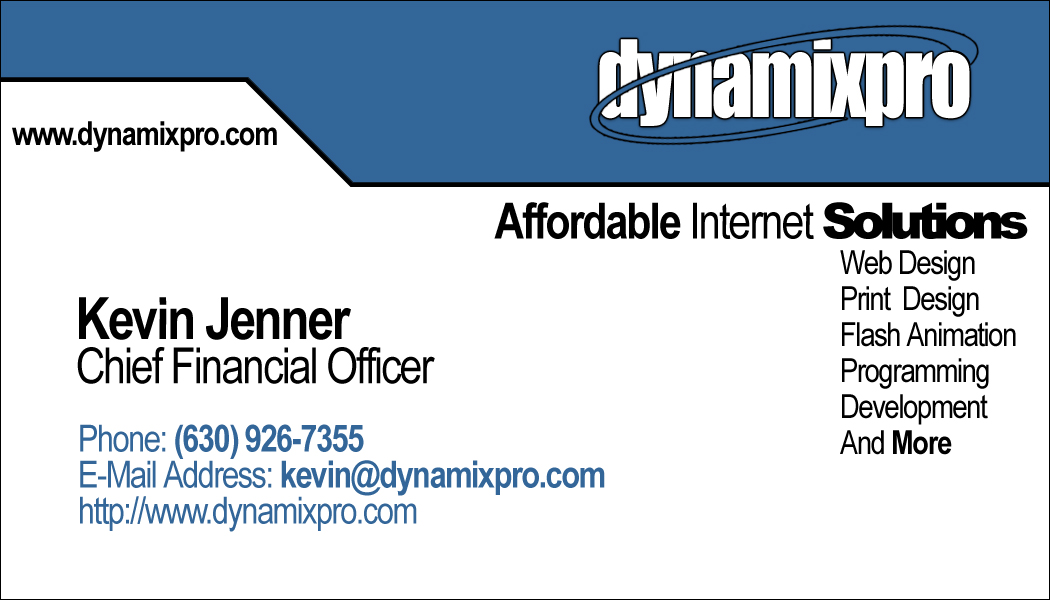 dynamixpro
www.dynamixpro.com
Affordable Internet Solutions
Web Design
Print Design
Flash Animation
Programming
Development
And More
Kevin Jenner
Chief Financial Officer
Phone: (630) 926-7355
E-Mail Address: kevin@dynamixpro.com
http://www.dynamixpro.com